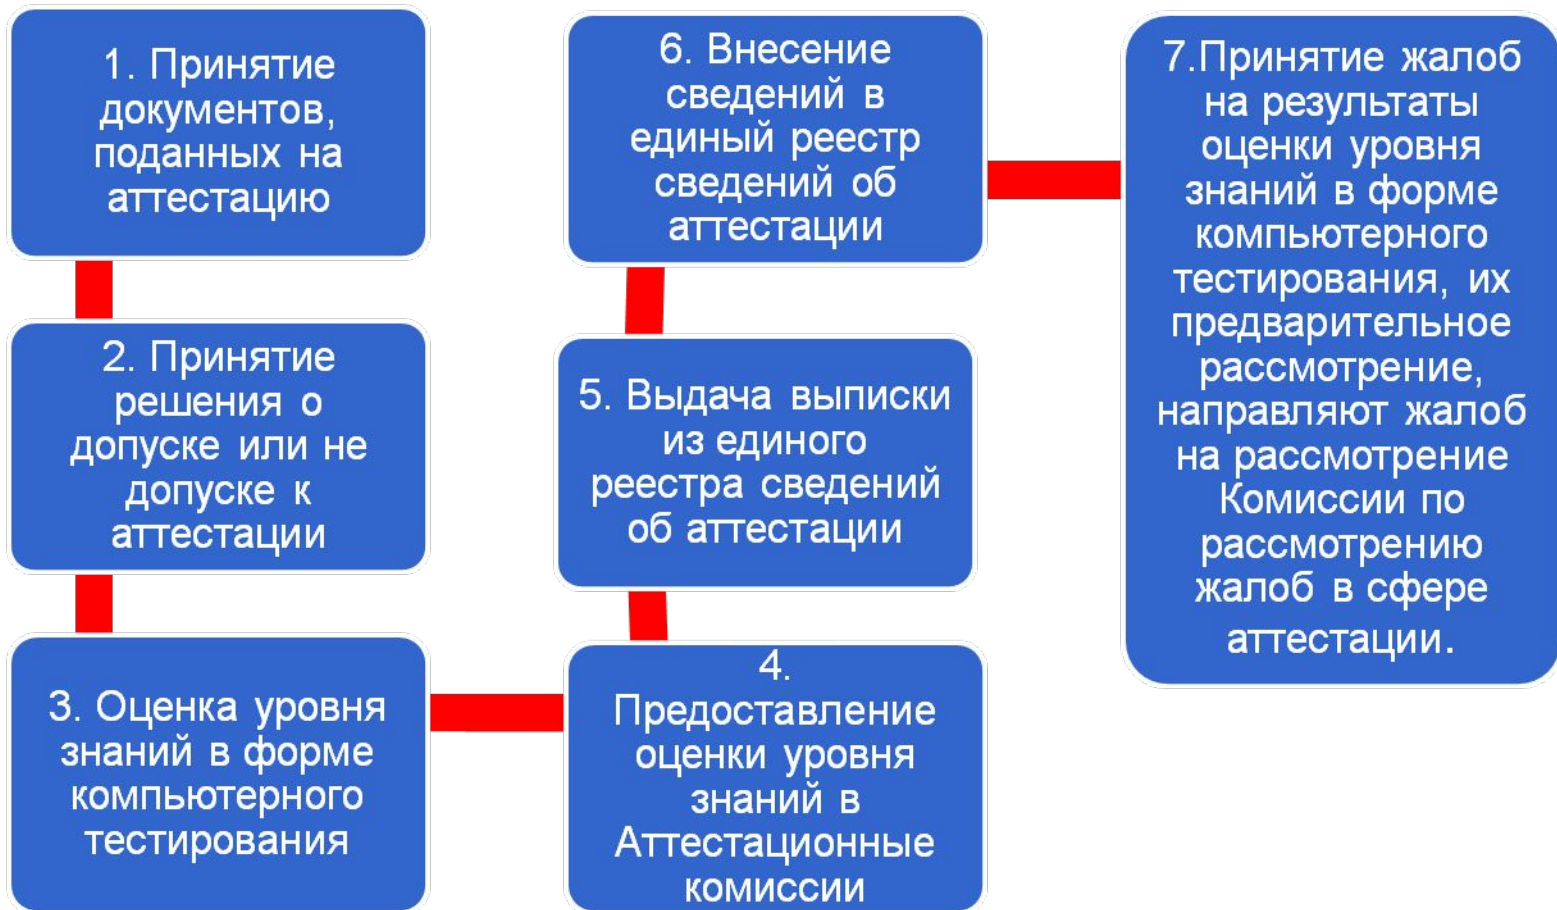 1. Принятие
документов,
поданных на
аттестацию
2. Принятие
решения о
допуске или не
допуске к
аттестации
3. Оценка уровня
знаний в форме
компьютерного
тестирования
4.
Предоставление
оценки уровня
знаний в
Аттестационные
комиссии
5. Выдача выписки
из единого
реестра сведений
об аттестации
6. Внесение
сведений в
единый реестр
сведений об
аттестации
7.Принятие жалоб
на результаты
оценки уровня
знаний в форме
компьютерного
тестирования, их
предварительное
рассмотрение,
направляют жалоб
на рассмотрение
Комиссии по
рассмотрению
жалоб в сфере
аттестации.